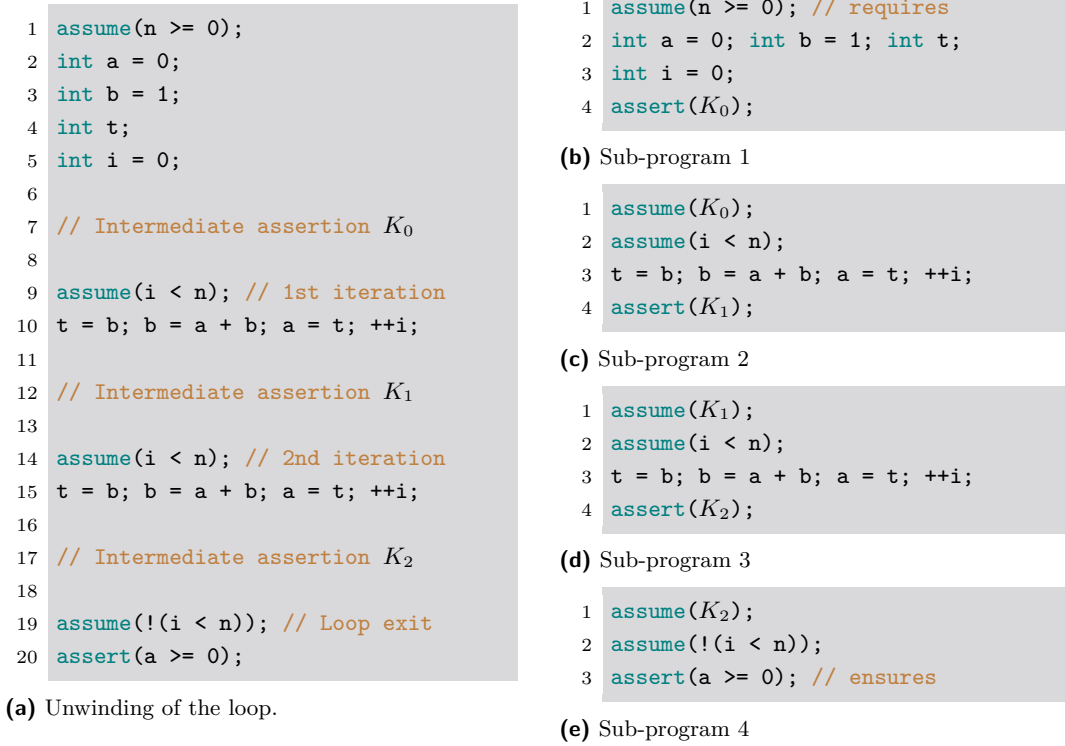 1 assume(n >= 0);
2 int a = 0;
3 int b = 1;
4 int t;
5 int i = 0;
6
7 // Intermediate assertion K₀
8
9 assume(i < n); // 1st iteration
10 t = b; b = a + b; a = t; ++i;
11
12 // Intermediate assertion K₁
13
14 assume(i < n); // 2nd iteration
15 t = b; b = a + b; a = t; ++i;
16
17 // Intermediate assertion K₂
18
19 assume(!(i < n)); // Loop exit
20 assert(a >= 0);
(a) Unwinding of the loop.
1 assume(n >= 0); // requires
2 int a = 0; int b = 1; int t;
3 int i = 0;
4 assert(K₀);
(b) Sub-program 1
1 assume(K₀);
2 assume(i < n);
3 t = b; b = a + b; a = t; ++i;
4 assert(K₁);
(c) Sub-program 2
1 assume(K₁);
2 assume(i < n);
3 t = b; b = a + b; a = t; ++i;
4 assert(K₂);
(d) Sub-program 3
1 assume(K₂);
2 assume(!(i < n));
3 assert(a >= 0); // ensures
(e) Sub-program 4